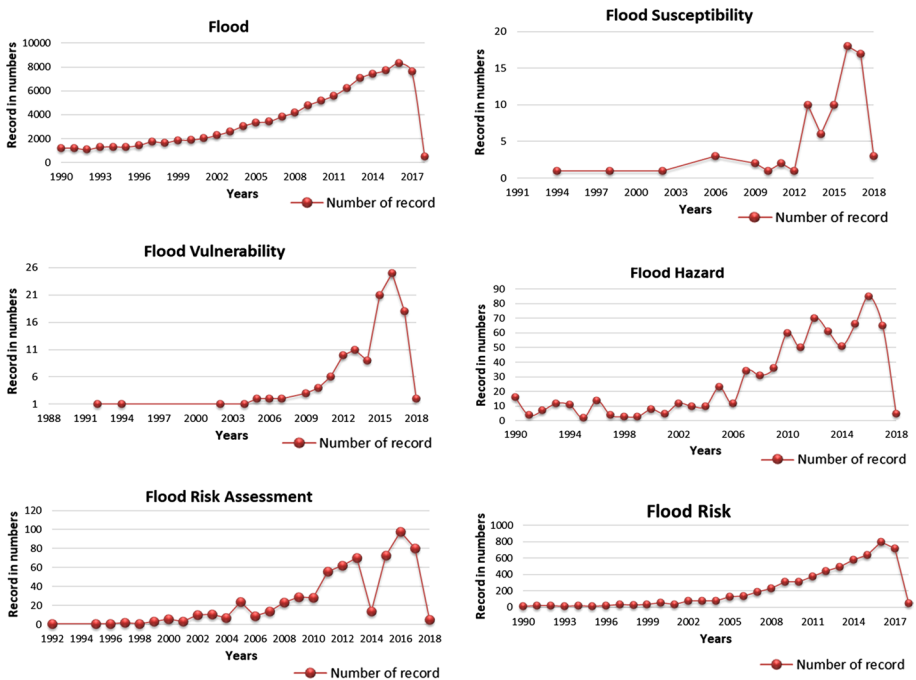 Flood
Record in numbers
10000
8000
6000
4000
2000
0
1990 1993 1996 1999 2002 2005 2008 2011 2014 2017
Years
Number of record
Flood Susceptibility
Record in numbers
20
15
10
5
0
1991 1994 1997 2000 2003 2006 2009 2012 2015 2018
Years
Number of record
Flood Vulnerability
Record in numbers
26
21
16
11
6
1
1988 1991 1994 1997 2000 2003 2006 2009 2012 2015 2018
Years
Number of record
Flood Hazard
Record in numbers
90
80
70
60
50
40
30
20
10
0
1990 1994 1998 2002 2006 2010 2014 2018
Years
Number of record
Flood Risk Assessment
Record in numbers
120
100
80
60
40
20
0
1992 1994 1996 1998 2000 2002 2004 2006 2008 2010 2012 2014 2016 2018
Years
Number of record
Flood Risk
Record in numbers
1000
800
600
400
200
0
1990 1993 1996 1999 2002 2005 2008 2011 2014 2017
Years
Number of record